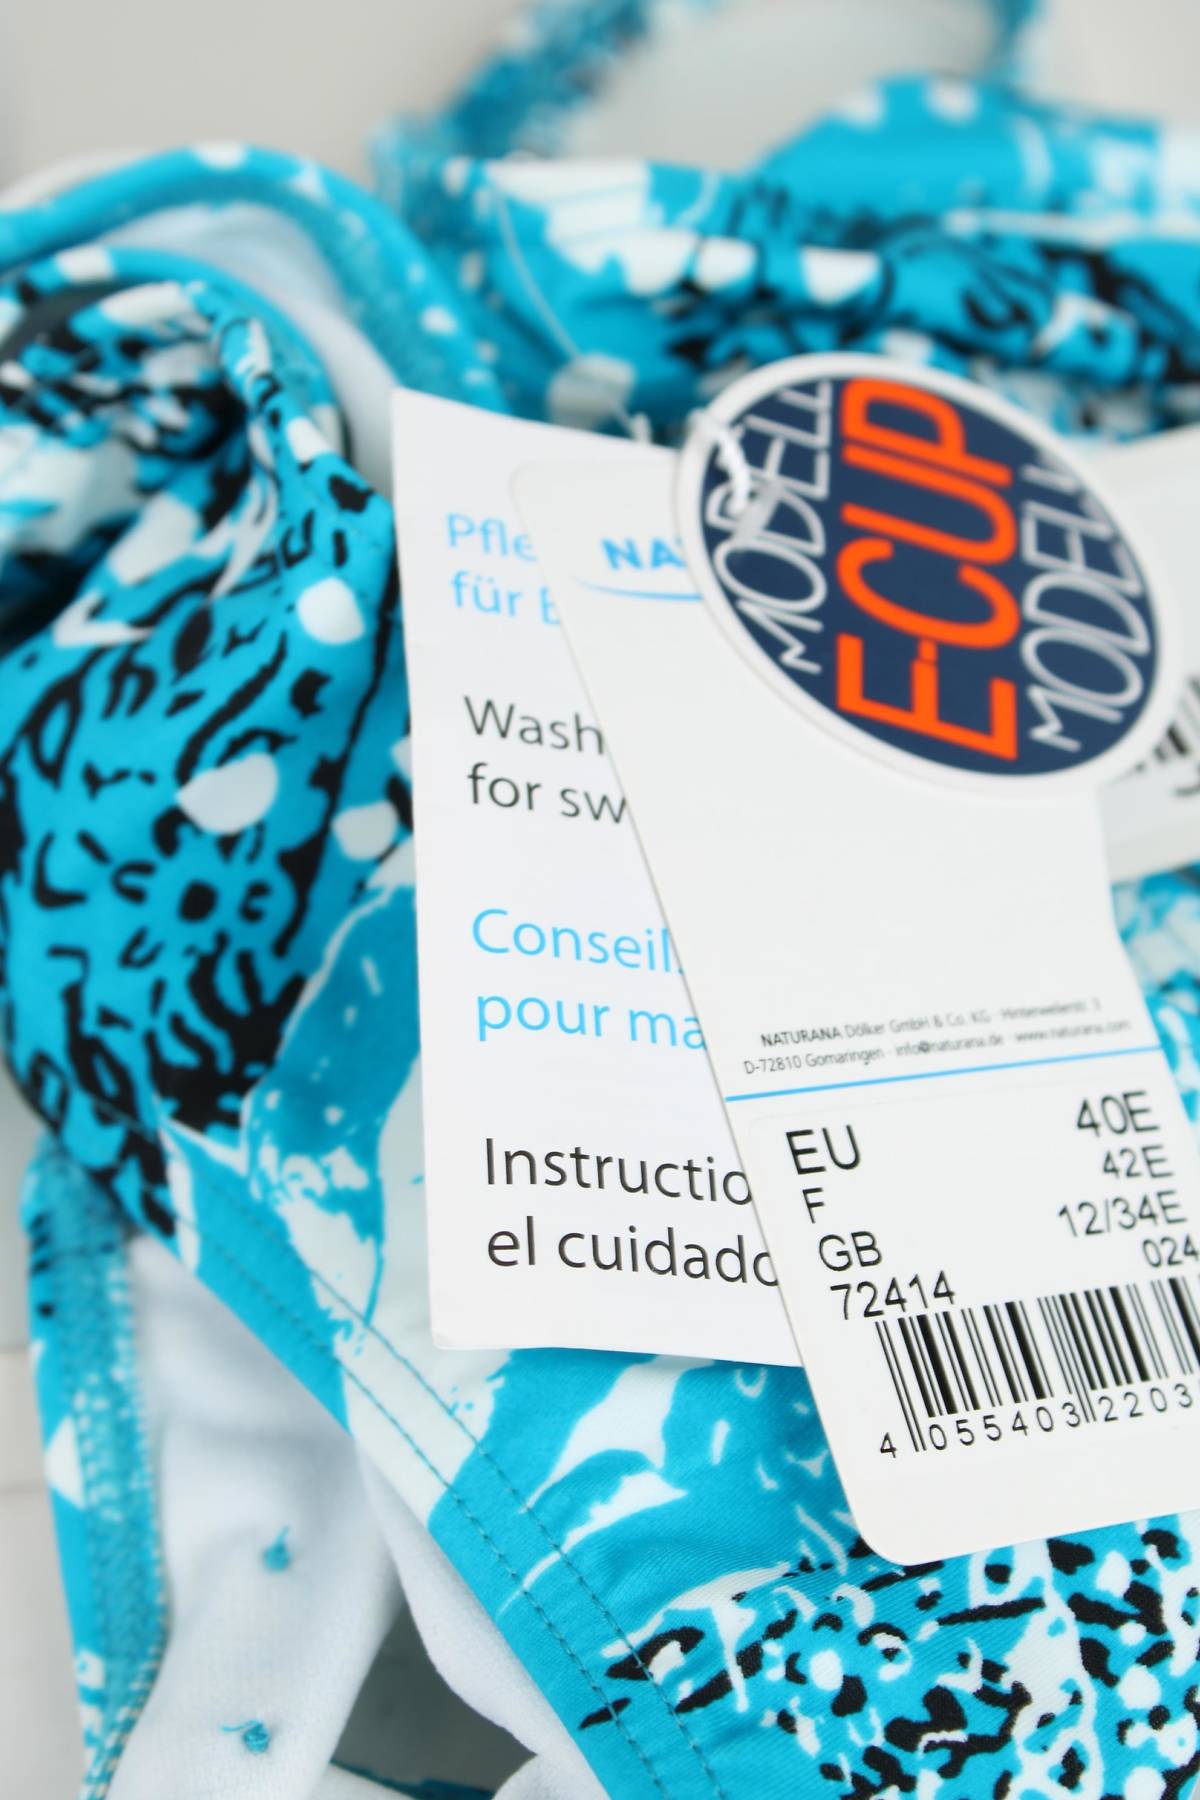 MODELL
E-CUP
MODELL
für
Wash
for sw
Conseil
pour ma
Instructio
el cuidado
NATURANA Dölker GmbH & Co. KG · Hinterweilerstr. 3
D-72810 Gomaringen · info@naturana.de · www.naturana.com
EU 40E
F 42E
GB 12/34E
72414 024
4 055403 2203